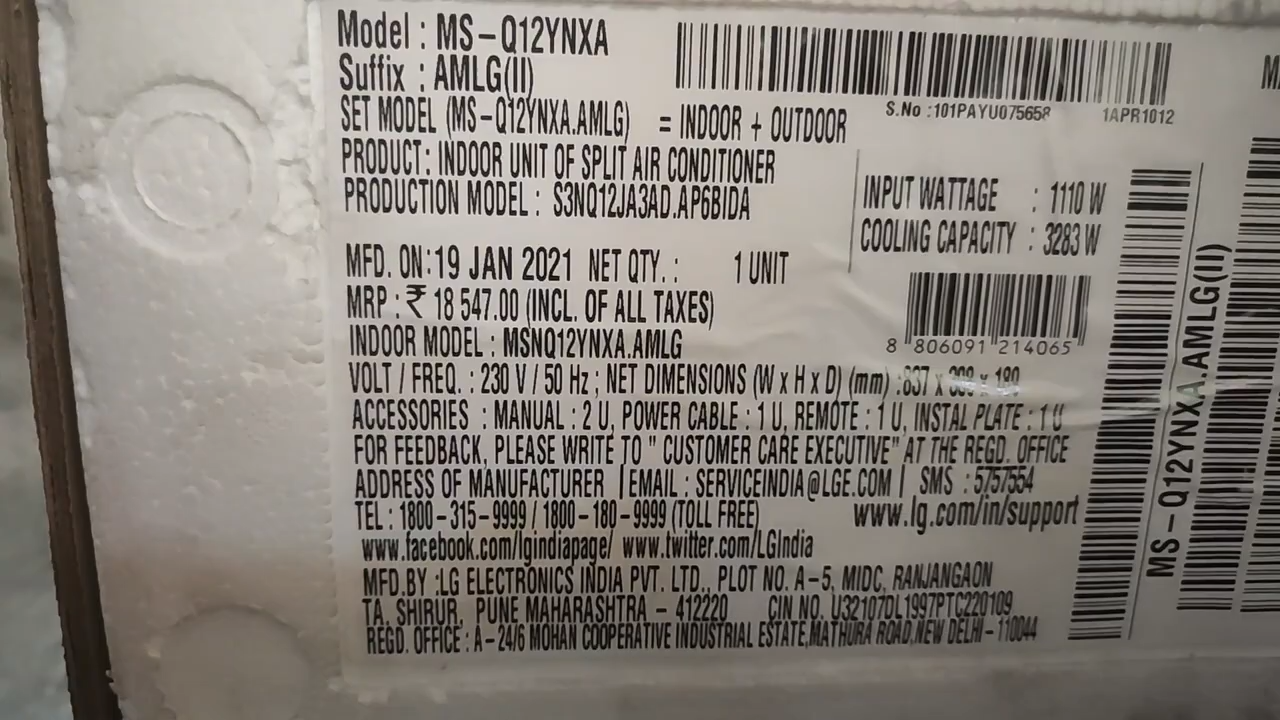 Model : MS-Q12YNXA
Suffix : AMLG(II)
SET MODEL (MS-Q12YNXA.AMLG) = INDOOR + OUTDOOR
PRODUCT: INDOOR UNIT OF SPLIT AIR CONDITIONER
PRODUCTION MODEL : S3NQ12JA3AD.AP6BIDA
S.No :101PAYU075658 1APR1012
INPUT WATTAGE : 1110 W
COOLING CAPACITY : 3283 W
MFD. ON:19 JAN 2021 NET QTY. : 1 UNIT
MRP : ₹ 18 547.00 (INCL. OF ALL TAXES)
INDOOR MODEL : MSNQ12YNXA.AMLG
8 806091 214065
VOLT / FREQ. : 230 V / 50 Hz ; NET DIMENSIONS (W x H x D) (mm) :837 x x
ACCESSORIES : MANUAL : 2 U, POWER CABLE : 1 U, REMOTE : 1 U, INSTAL PLATE : 1 U
FOR FEEDBACK, PLEASE WRITE TO " CUSTOMER CARE EXECUTIVE" AT THE REGD. OFFICE
ADDRESS OF MANUFACTURER | EMAIL : SERVICEINDIA@LGE.COM | SMS : 5757554
TEL : 1800-315-9999 / 1800-180-9999 (TOLL FREE) www.lg.com/in/support
www.facebook.com/lgindiapage/ www.twitter.com/LGIndia
MFD.BY :LG ELECTRONICS INDIA PVT. LTD., PLOT NO. A-5, MIDC, RANJANGAON
TA. SHIRUR, PUNE MAHARASHTRA - 412220 CIN NO. U32107DL1997PTC220109
REGD. OFFICE : A-24/6 MOHAN COOPERATIVE INDUSTRIAL ESTATE,MATHURA ROAD,NEW DELHI-110044
MS-Q12YNXA.AMLG(II)